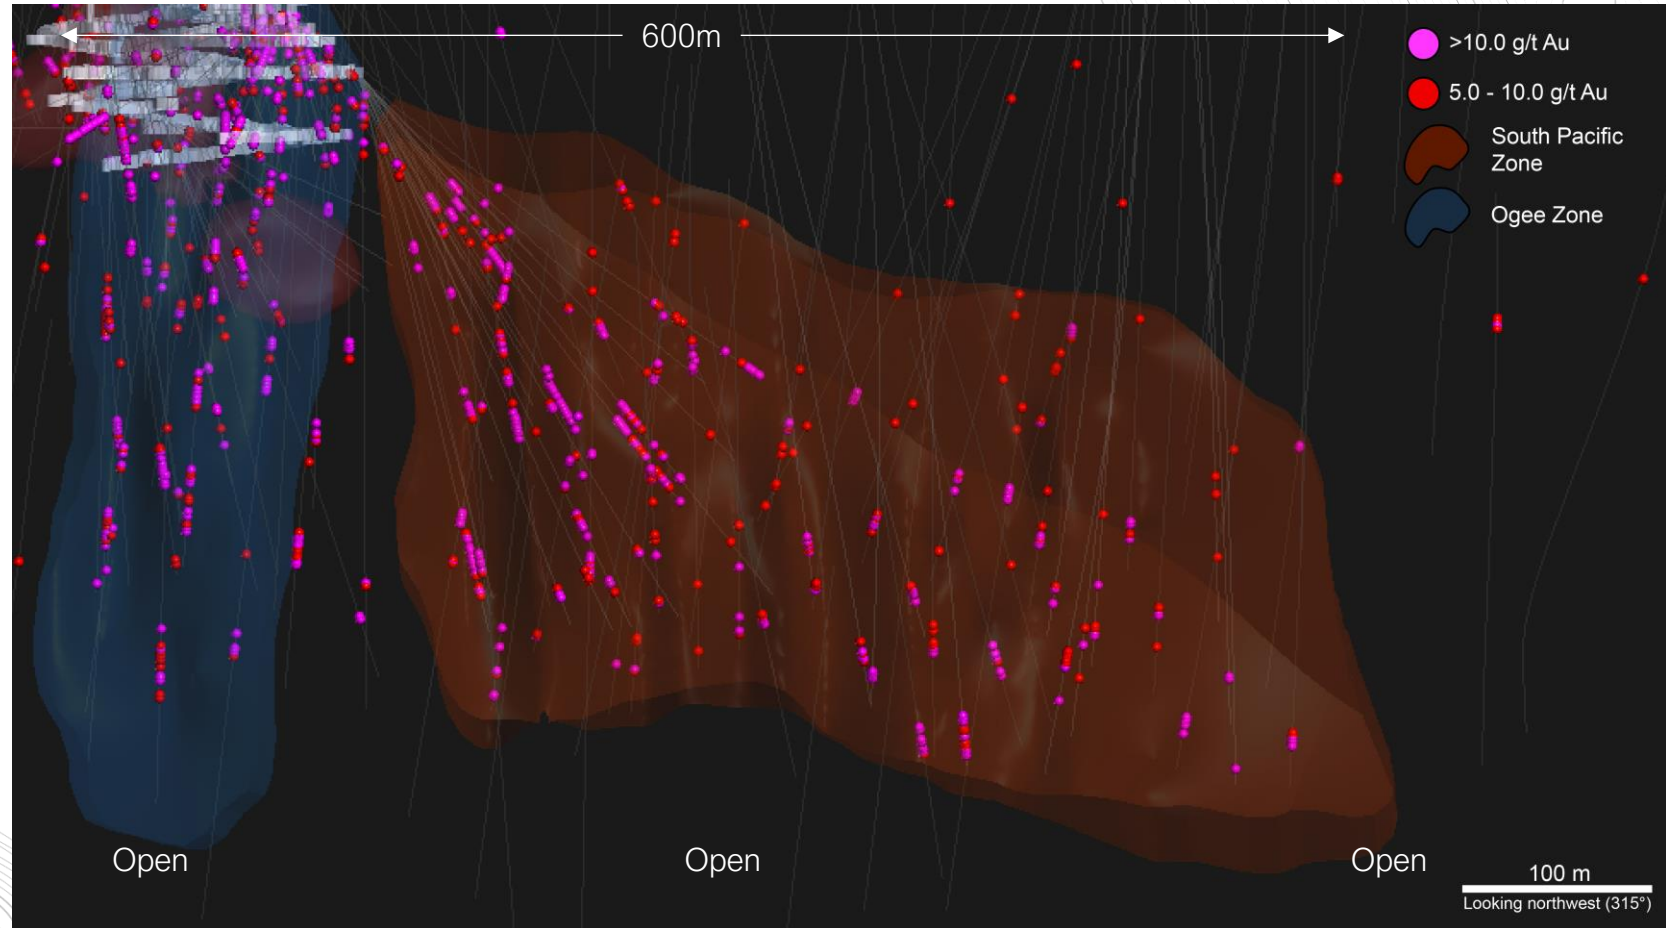 600m
>10.0 g/t Au
5.0 - 10.0 g/t Au
South Pacific
Zone
Ogee Zone
Open
Open
Open
100 m
Looking northwest (315°)